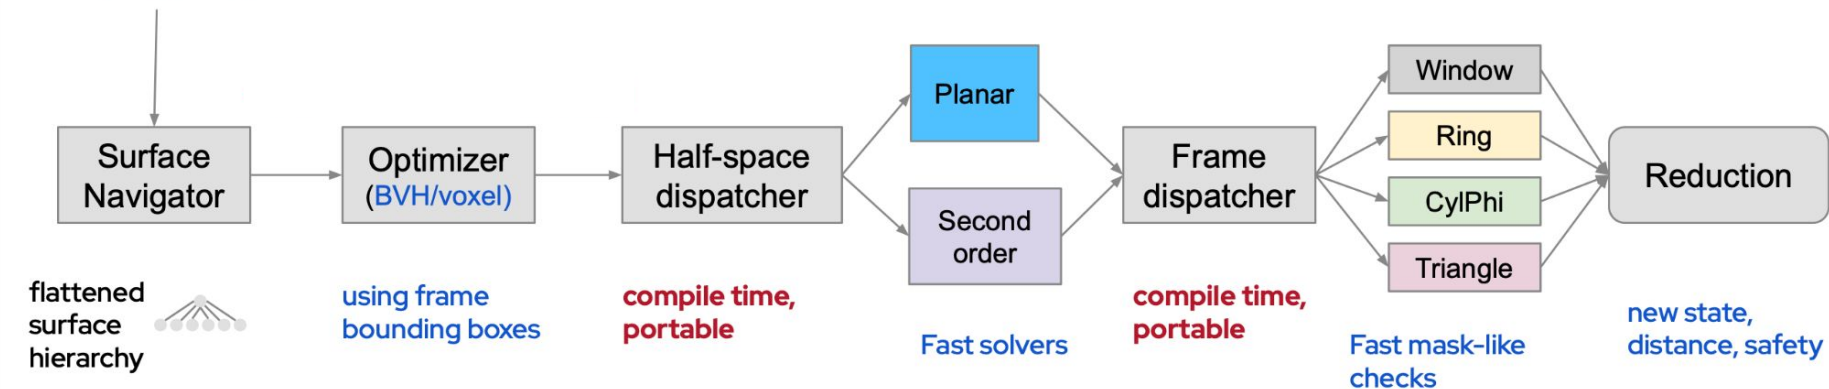 Surface
Navigator
Optimizer
(BVH/voxel)
Half-space
dispatcher
Planar
Second
order
Frame
dispatcher
Window
Ring
CylPhi
Triangle
Reduction
flattened
surface
hierarchy
using frame
bounding boxes
compile time,
portable
Fast solvers
compile time,
portable
Fast mask-like
checks
new state,
distance, safety